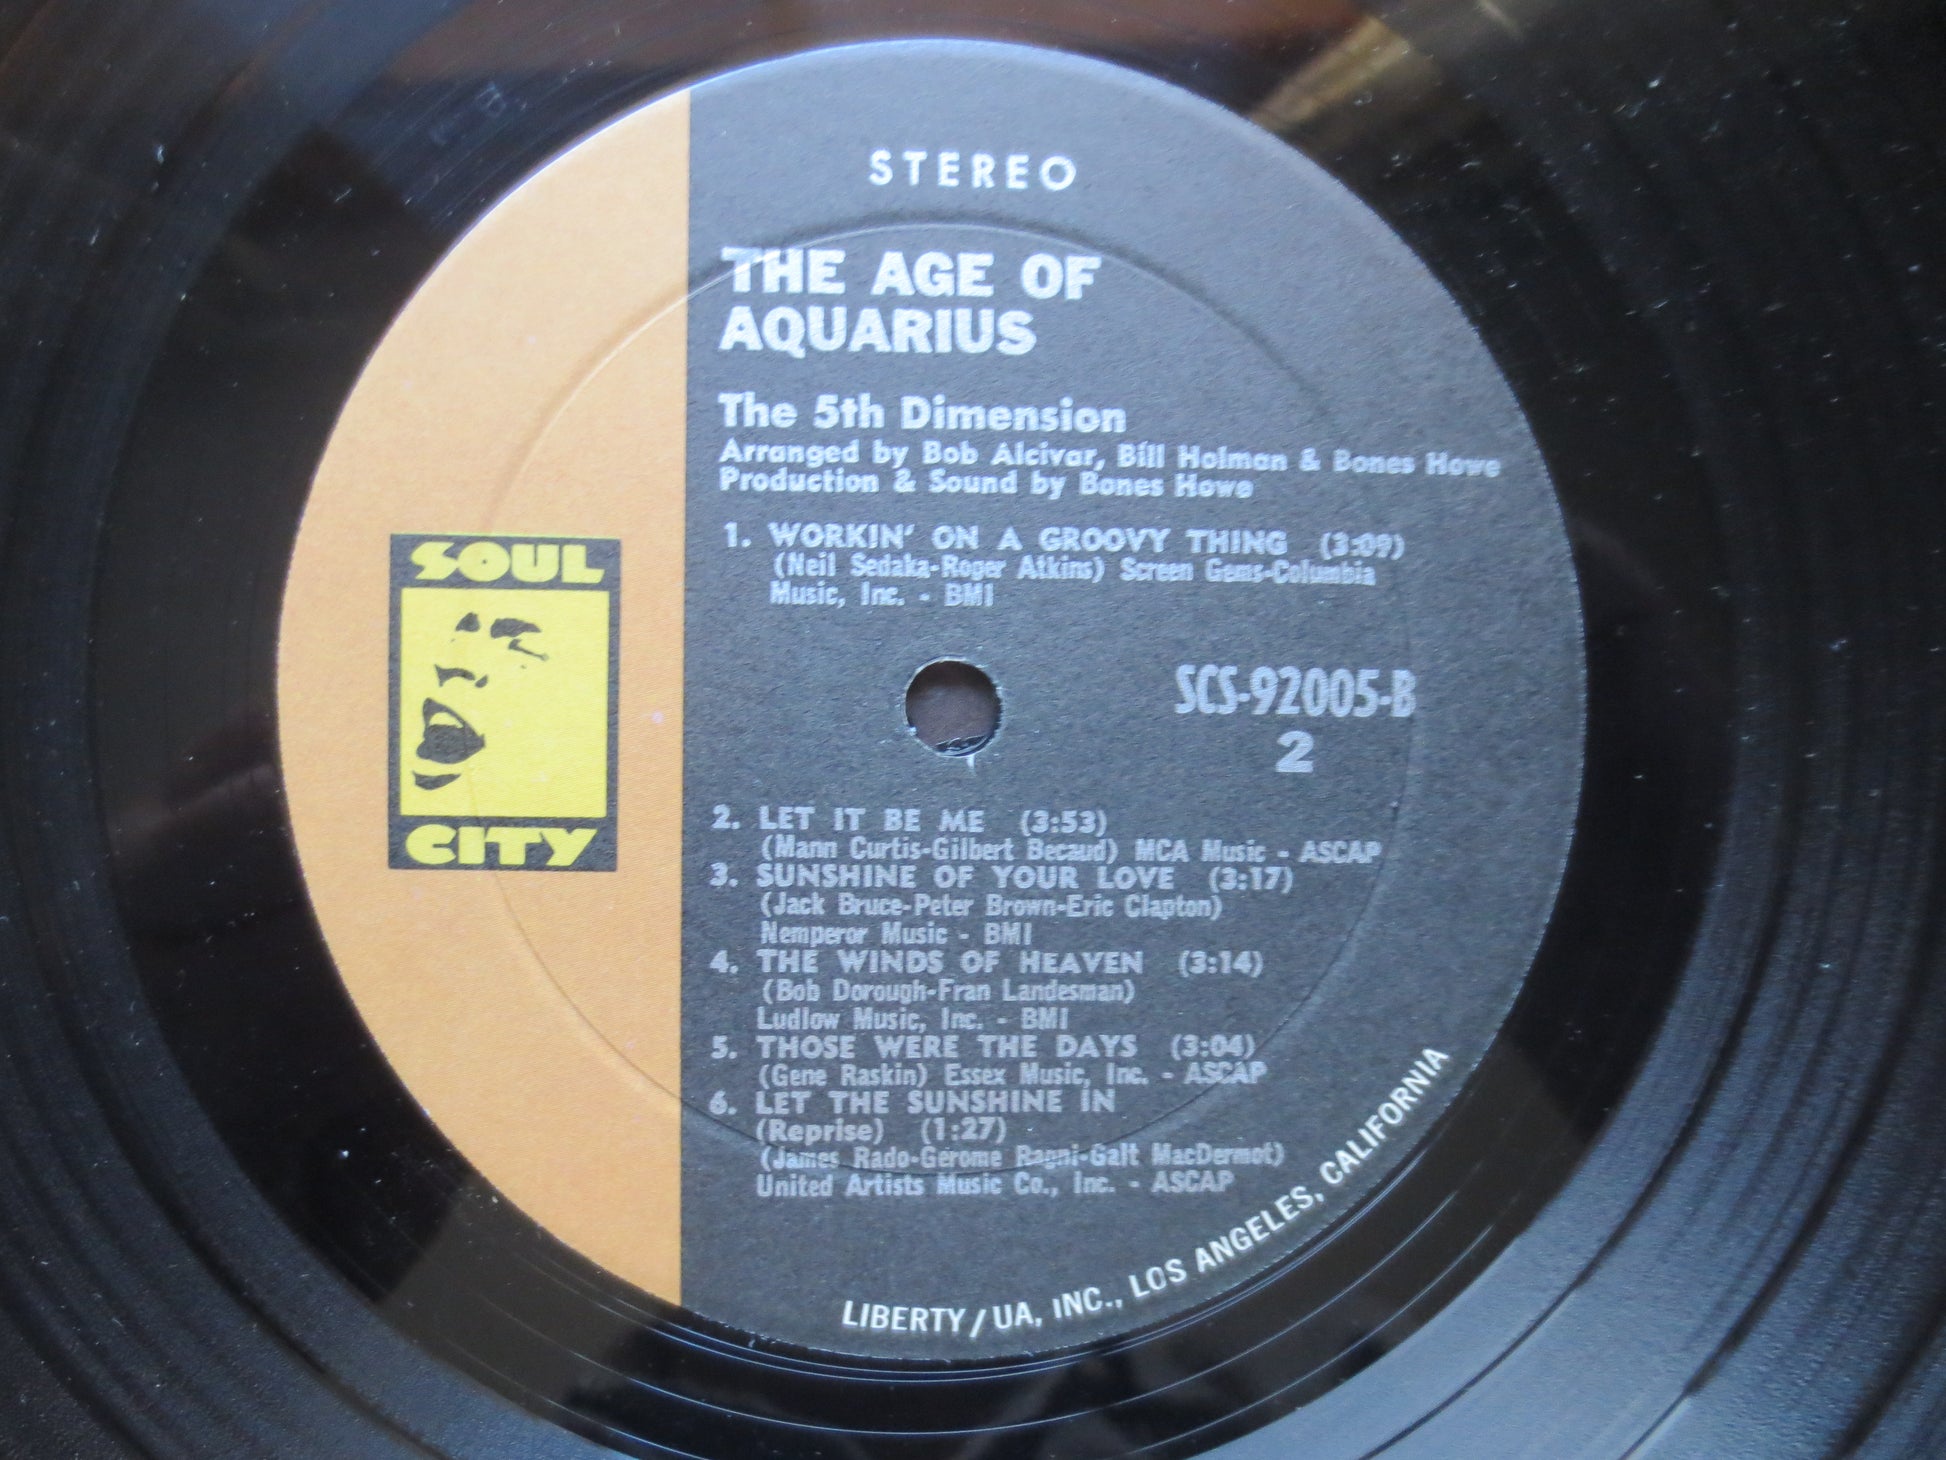 STEREO
THE AGE OF
AQUARIUS
The 5th Dimension
Arranged by Bob Alcivar, Bill Holman & Bones Howe
Production & Sound by Bones Howe
1. WORKIN' ON A GROOVY THING (3:09)
(Neil Sedaka-Roger Atkins) Screen Gems-Columbia
Music, Inc. - BMI
SOUL
CITY
SCS-92005-B
2
2. LET IT BE ME (3:53)
(Mann Curtis-Gilbert Becaud) MCA Music - ASCAP
3. SUNSHINE OF YOUR LOVE (3:17)
(Jack Bruce-Peter Brown-Eric Clapton)
Nemperor Music - BMI
4. THE WINDS OF HEAVEN (3:14)
(Bob Dorough-Fran Landesman)
Ludlow Music, Inc. - BMI
5. THOSE WERE THE DAYS (3:04)
(Gene Raskin) Essex Music, Inc. - ASCAP
6. LET THE SUNSHINE IN
(Reprise) (1:27)
(James Rado-Gerome Ragni-Galt MacDermot)
United Artists Music Co., Inc. - ASCAP
LIBERTY/UA, INC., LOS ANGELES, CALIFORNIA